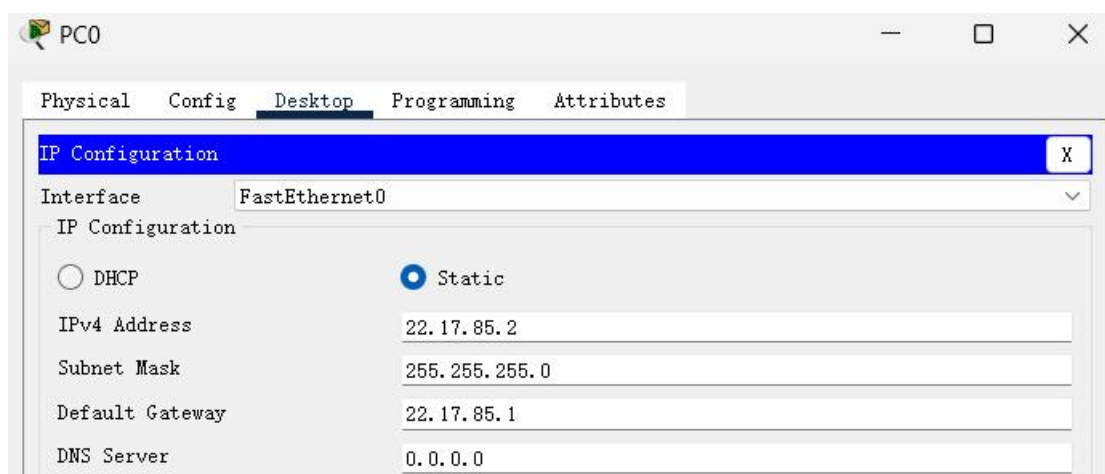 PC0
Physical Config Desktop Programming Attributes
IP Configuration X
Interface FastEthernet0
IP Configuration
DHCP Static
IPv4 Address 22.17.85.2
Subnet Mask 255.255.255.0
Default Gateway 22.17.85.1
DNS Server 0.0.0.0